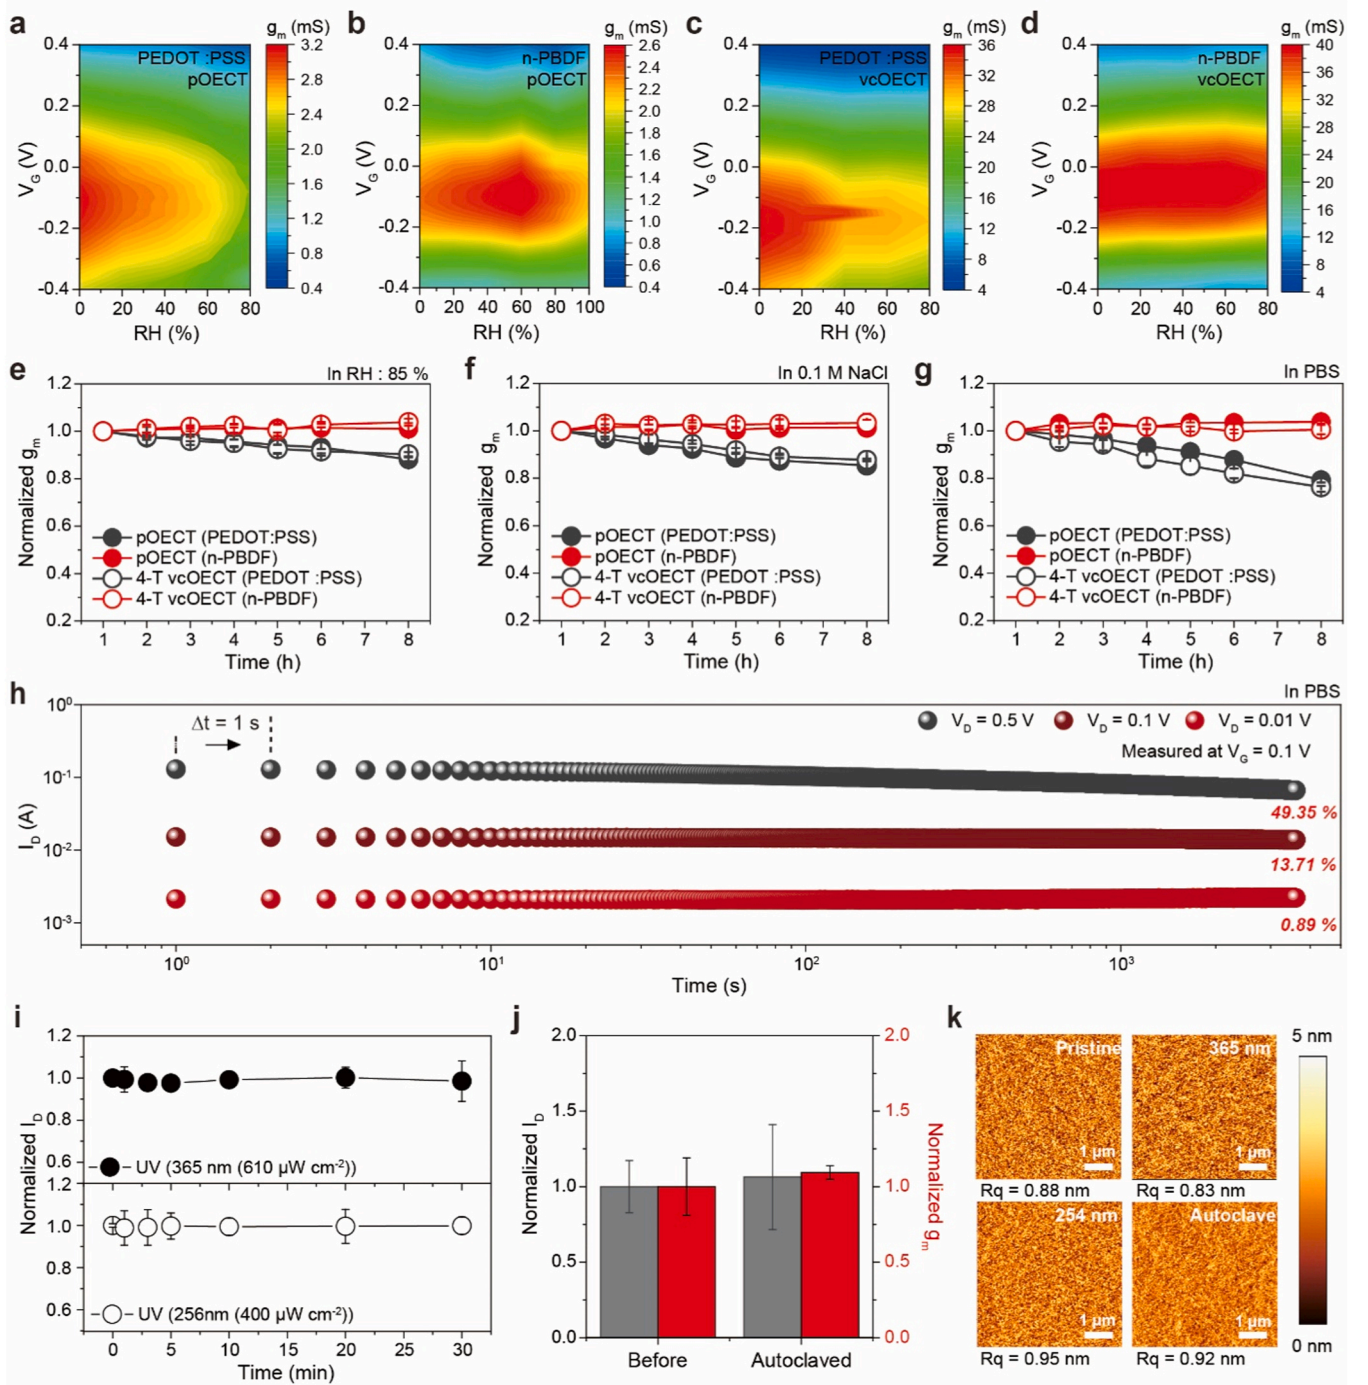 a
g_m (mS)
PEDOT :PSS
pOECT
V_G (V)
0.4
0.2
0.0
-0.2
-0.4
0 20 40 60 80
RH (%)
3.2
2.8
2.4
2.0
1.6
1.2
0.8
0.4
b
g_m (mS)
n-PBDF
pOECT
V_G (V)
0.4
0.2
0.0
-0.2
-0.4
0 20 40 60 80 100
RH (%)
2.6
2.4
2.2
2.0
1.8
1.6
1.4
1.2
1.0
0.8
0.6
0.4
c
g_m (mS)
PEDOT :PSS
vcOECT
V_G (V)
0.4
0.2
0.0
-0.2
-0.4
0 20 40 60 80
RH (%)
36
32
28
24
20
16
12
8
4
d
g_m (mS)
n-PBDF
vcOECT
V_G (V)
0.4
0.2
0.0
-0.2
-0.4
0 20 40 60 80
RH (%)
40
36
32
28
24
20
16
12
8
4
e
In RH : 85 %
Normalized g_m
1.2
1.0
0.8
0.6
0.4
0.2
pOECT (PEDOT:PSS)
pOECT (n-PBDF)
4-T vcOECT (PEDOT :PSS)
4-T vcOECT (n-PBDF)
1 2 3 4 5 6 7 8
Time (h)
f
In 0.1 M NaCl
Normalized g_m
1.2
1.0
0.8
0.6
0.4
0.2
pOECT (PEDOT:PSS)
pOECT (n-PBDF)
4-T vcOECT (PEDOT :PSS)
4-T vcOECT (n-PBDF)
1 2 3 4 5 6 7 8
Time (h)
g
In PBS
Normalized g_m
1.2
1.0
0.8
0.6
0.4
0.2
pOECT (PEDOT:PSS)
pOECT (n-PBDF)
4-T vcOECT (PEDOT :PSS)
4-T vcOECT (n-PBDF)
1 2 3 4 5 6 7 8
Time (h)
h
In PBS
Δt = 1 s
V_D = 0.5 V V_D = 0.1 V V_D = 0.01 V
Measured at V_G = 0.1 V
I_D (A)
10⁰
10⁻¹
10⁻²
10⁻³
49.35 %
13.71 %
0.89 %
10⁰ 10¹ 10² 10³
Time (s)
i
Normalized I_D
1.2
1.0
0.8
0.6
UV (365 nm (610 µW cm⁻²))
1.2
1.0
0.8
0.6
UV (256nm (400 µW cm⁻²))
0 5 10 15 20 25 30
Time (min)
j
Normalized I_D
2.0
1.5
1.0
0.5
0.0
Before Autoclaved
2.0
1.5
1.0
0.5
0.0
Normalized g_m
k
Pristine
1 µm
Rq = 0.88 nm
365 nm
1 µm
Rq = 0.83 nm
254 nm
1 µm
Rq = 0.95 nm
Autoclave
1 µm
Rq = 0.92 nm
5 nm
0 nm